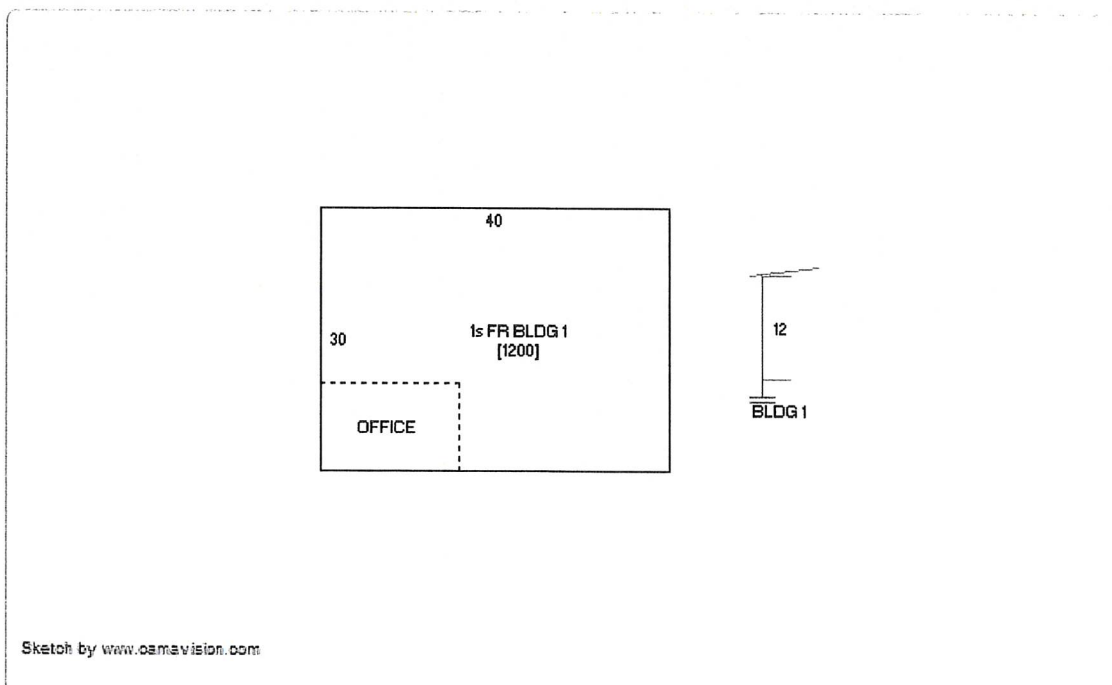 40
30
1s FR BLDG 1
[1200]
12
BLDG 1
OFFICE
Sketch by www.camavision.com